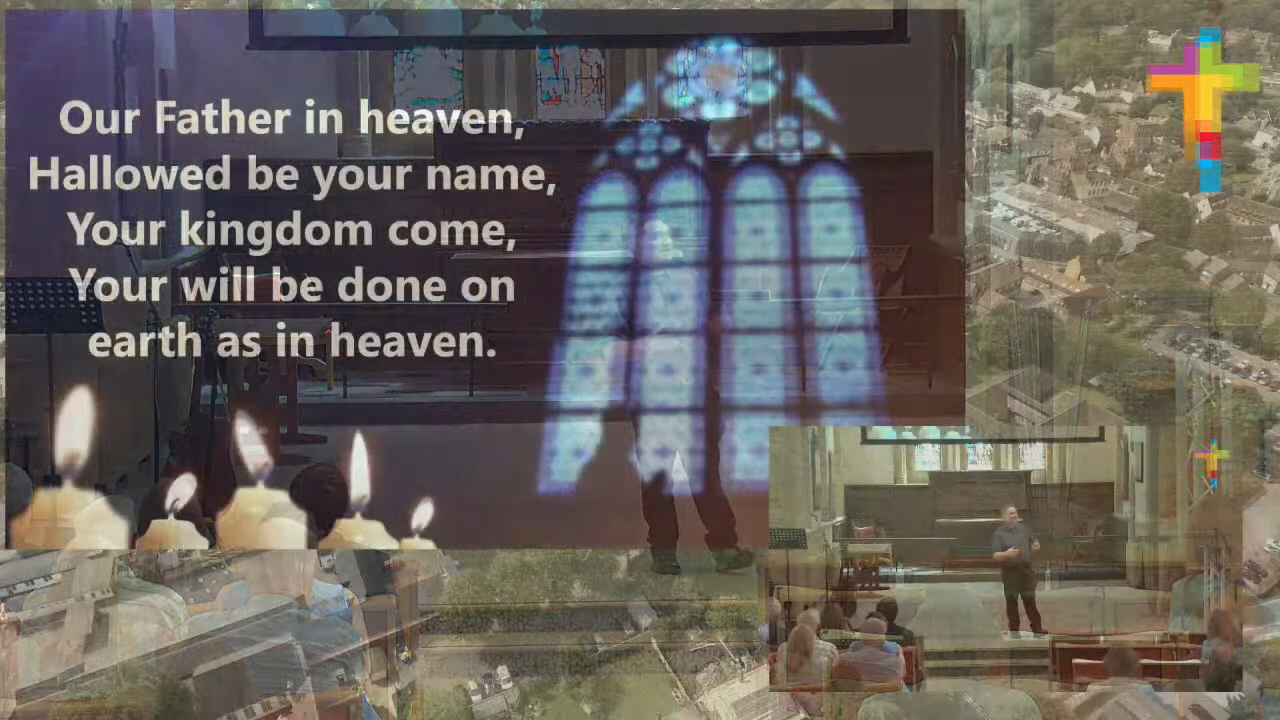 Our Father in heaven,
Hallowed be your name,
Your kingdom come,
Your will be done on
earth as in heaven.